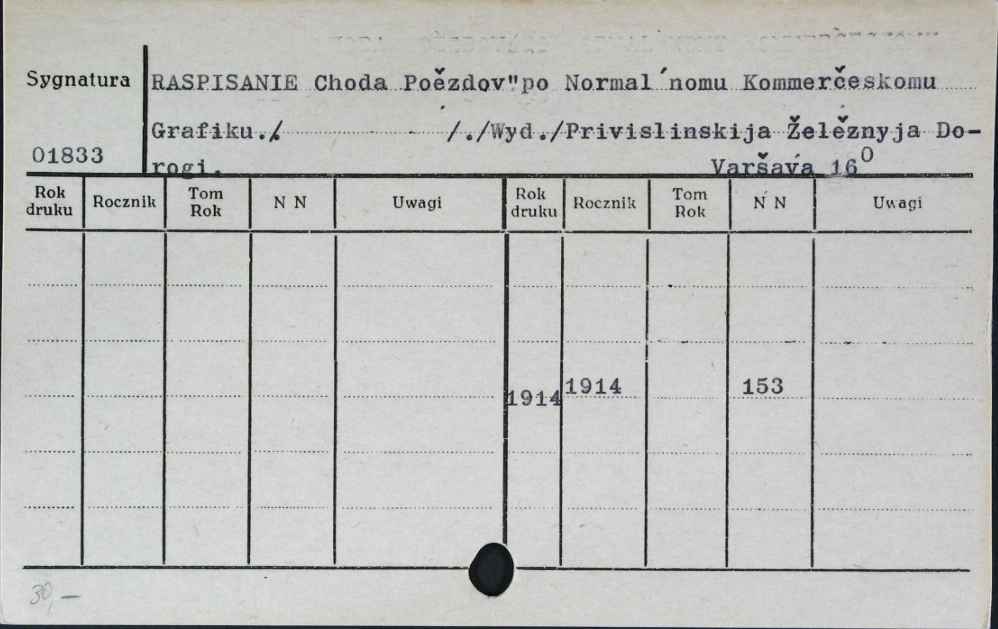 Sygnatura
RASPISANIE Choda Poězdov"po Normal´nomu Kommerčeskomu
Grafiku./. /./Wyd./Privislinskija Želěznyja Do-
01833
rogi. Varšava 16⁰
Rok druku Rocznik Tom Rok N N Uwagi Rok druku Rocznik Tom Rok N N Uwagi
1914 1914 153
30,—